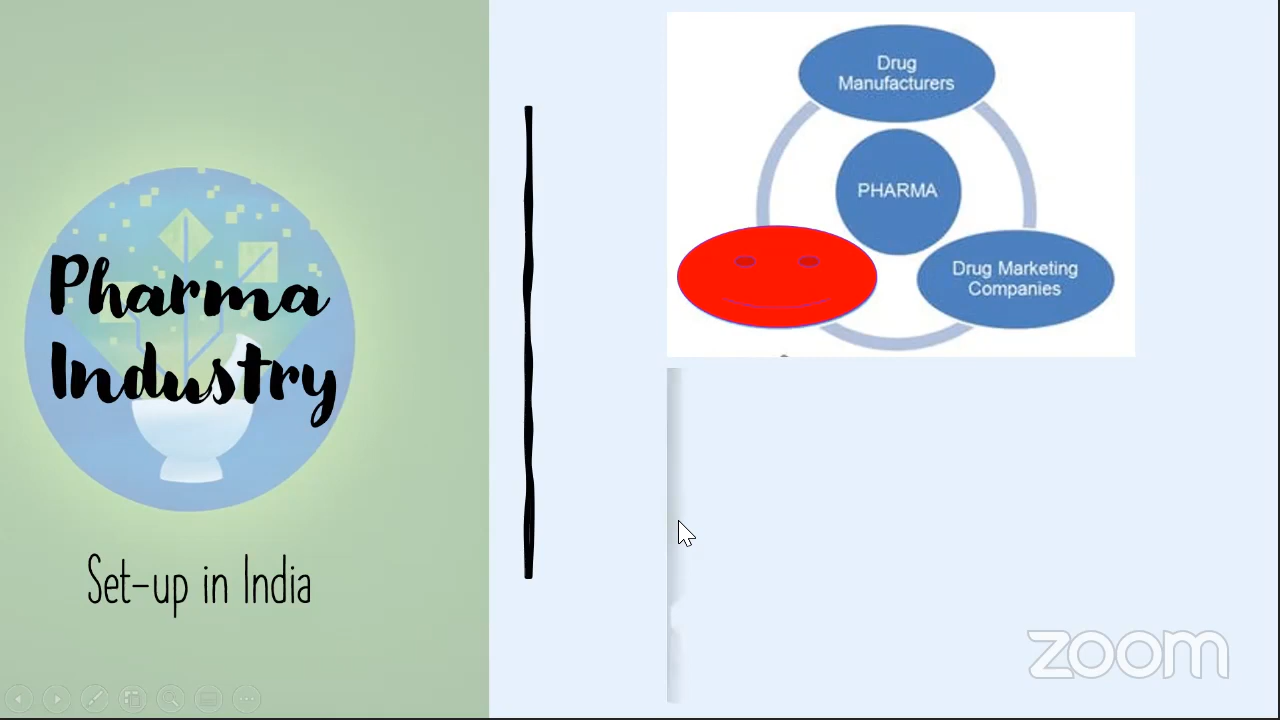 Pharma
Industry
Set-up in India
Drug
Manufacturers
PHARMA
Drug Marketing
Companies
zoom